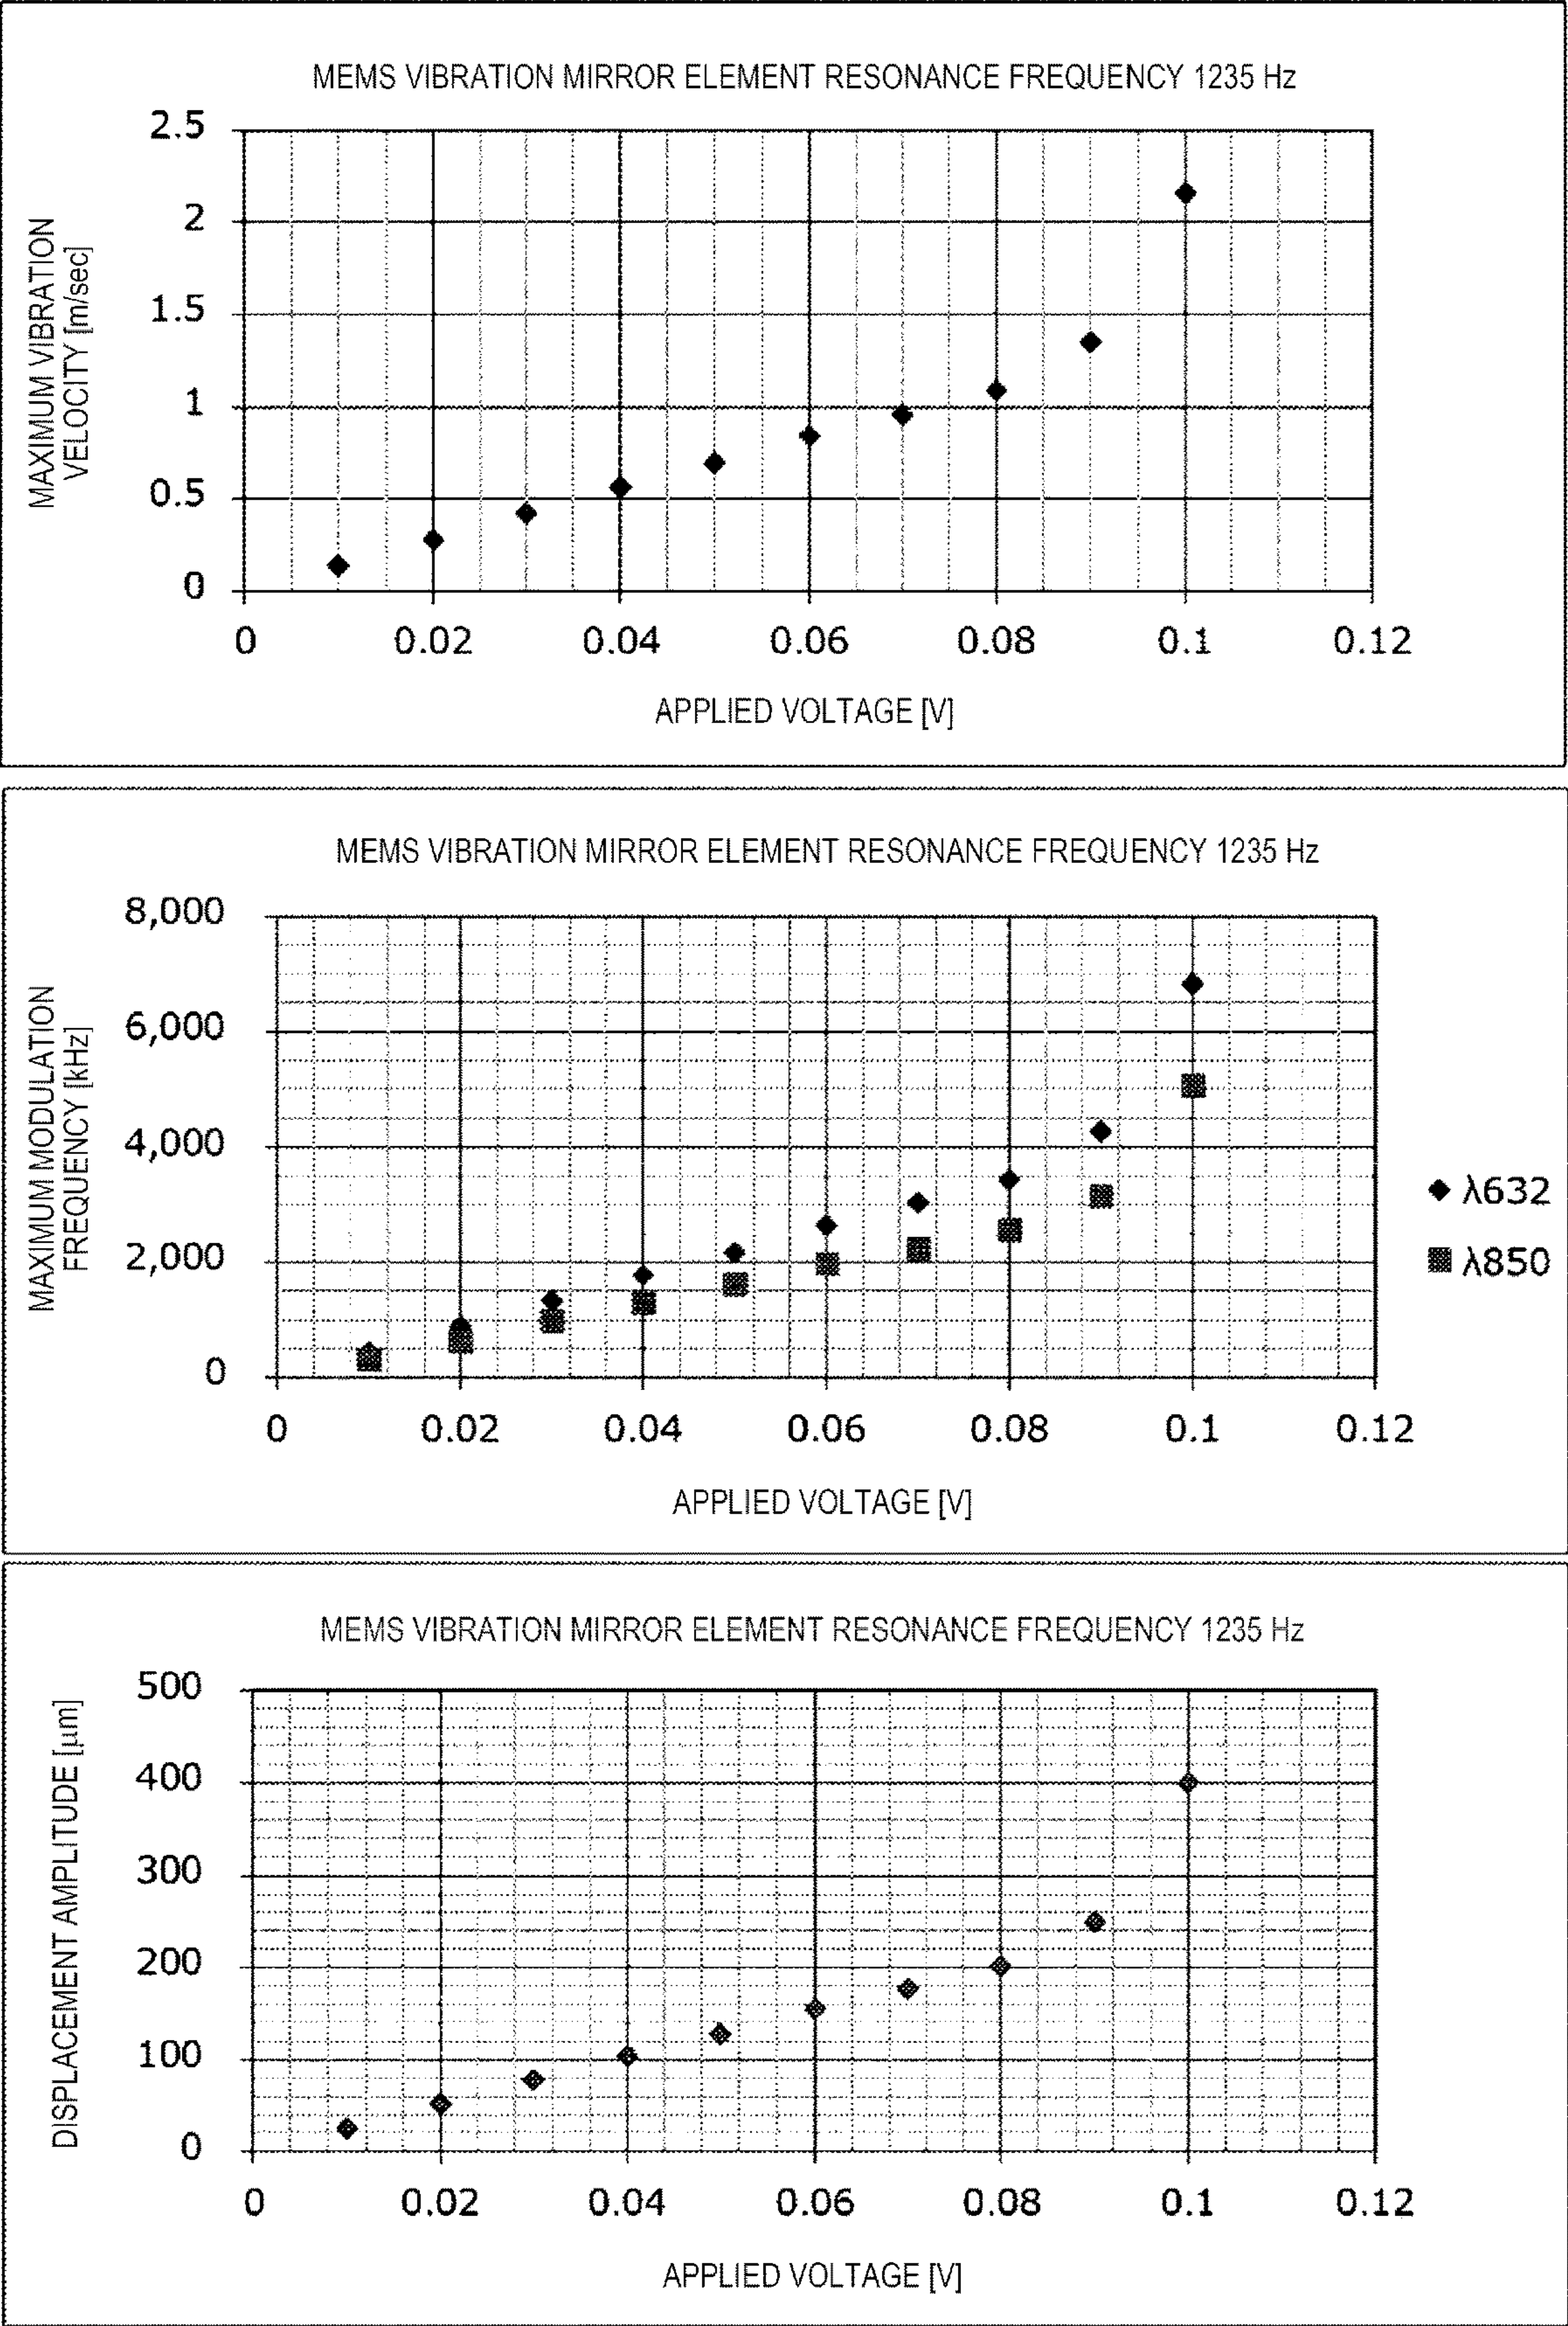 MEMS VIBRATION MIRROR ELEMENT RESONANCE FREQUENCY 1235 Hz
MAXIMUM VIBRATION
VELOCITY [m/sec]
2.5
2
1.5
1
0.5
0
0 0.02 0.04 0.06 0.08 0.1 0.12
APPLIED VOLTAGE [V]
MEMS VIBRATION MIRROR ELEMENT RESONANCE FREQUENCY 1235 Hz
MAXIMUM MODULATION
FREQUENCY [kHz]
8,000
6,000
4,000
2,000
0
0 0.02 0.04 0.06 0.08 0.1 0.12
APPLIED VOLTAGE [V]
λ632
λ850
MEMS VIBRATION MIRROR ELEMENT RESONANCE FREQUENCY 1235 Hz
DISPLACEMENT AMPLITUDE [μm]
500
400
300
200
100
0
0 0.02 0.04 0.06 0.08 0.1 0.12
APPLIED VOLTAGE [V]